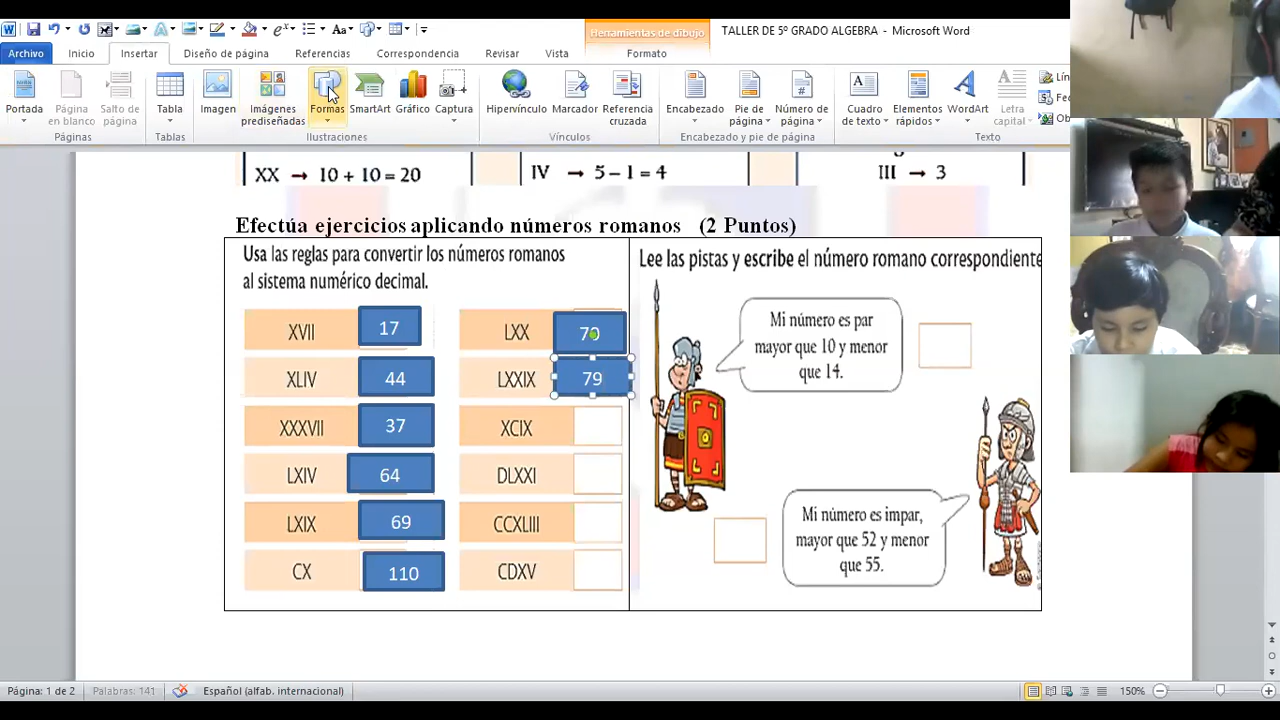 Herramientas de dibujo
TALLER DE 5º GRADO ALGEBRA - Microsoft Word
Archivo Inicio Insertar Diseño de página Referencias Correspondencia Revisar Vista Formato
Portada
Página en blanco
Salto de página
Tabla
Imagen
Imágenes prediseñadas
Formas
SmartArt
Gráfico
Captura
Hipervínculo
Marcador
Referencia cruzada
Encabezado
Pie de página
Número de página
Cuadro de texto
Elementos rápidos
WordArt
Letra capital
Páginas Tablas Ilustraciones Vínculos Encabezado y pie de página Texto
XX → 10 + 10 = 20
IV → 5 – 1 = 4
III → 3
Efectúa ejercicios aplicando números romanos (2 Puntos)
Usa las reglas para convertir los números romanos
al sistema numérico decimal.
XVII 17
XLIV 44
XXXVII 37
LXIV 64
LXIX 69
CX 110
LXX 70
LXXIX 79
XCIX
DLXXI
CCXLIII
CDXV
Lee las pistas y escribe el número romano correspondiente
Mi número es par
mayor que 10 y menor
que 14.
Mi número es impar,
mayor que 52 y menor
que 55.
Página: 1 de 2 Palabras: 141 Español (alfab. internacional) 150%